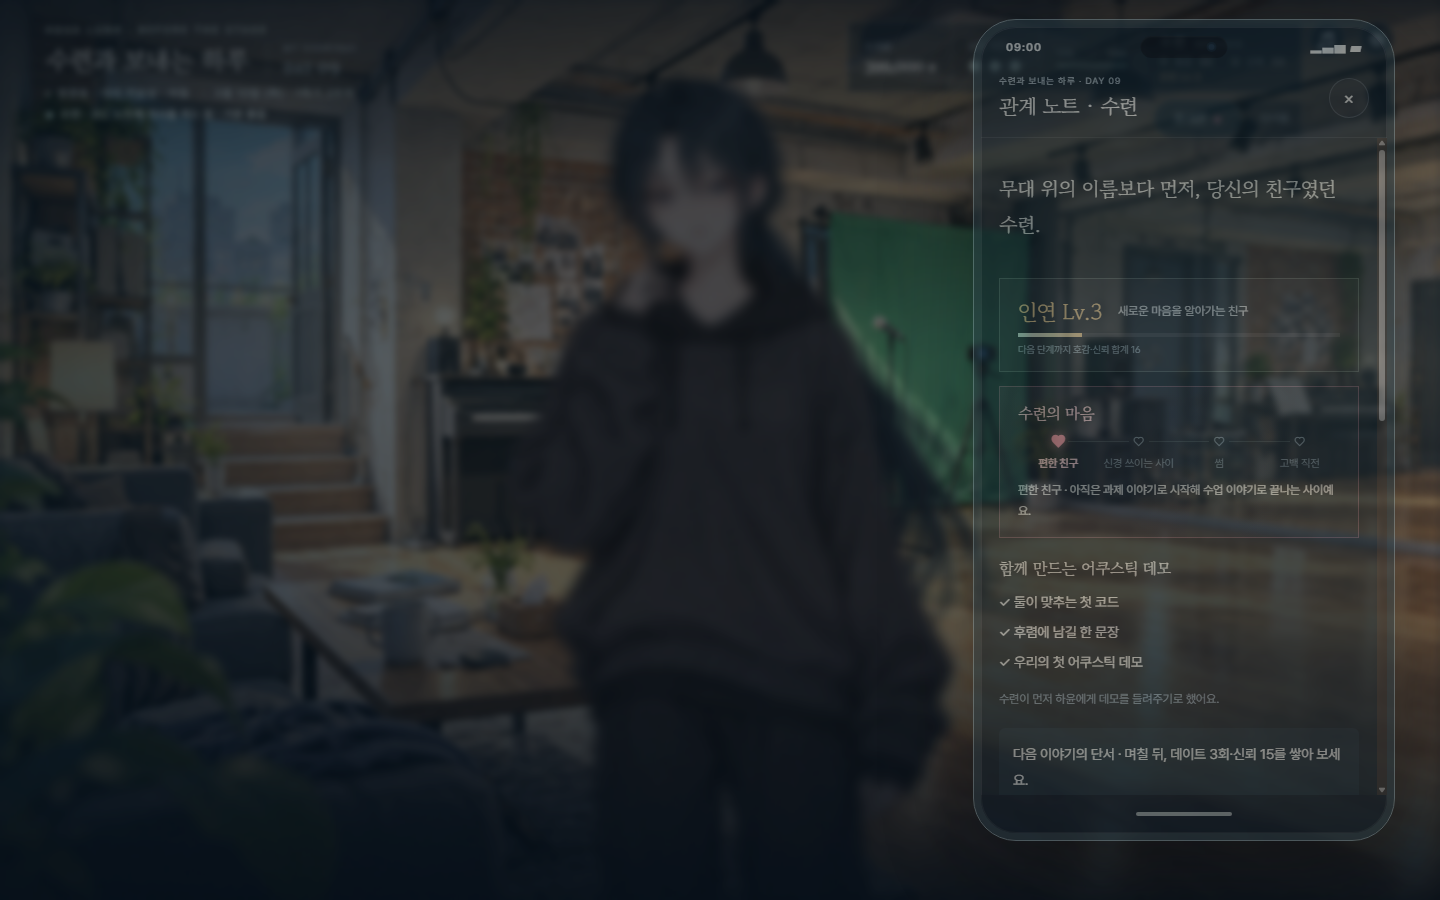 수련과 보내는 하루
09:00
수련과 보내는 하루 · DAY 09
관계 노트 · 수련
×
무대 위의 이름보다 먼저, 당신의 친구였던
수련.
인연 Lv.3 새로운 마음을 알아가는 친구
다음 단계까지 호감·신뢰 합계 16
수련의 마음
편한 친구 신경 쓰이는 사이 썸 고백 직전
편한 친구 · 아직은 과제 이야기로 시작해 수업 이야기로 끝나는 사이예
요.
함께 만드는 어쿠스틱 데모
✓ 둘이 맞추는 첫 코드
✓ 후렴에 남길 한 문장
✓ 우리의 첫 어쿠스틱 데모
수련이 먼저 하윤에게 데모를 들려주기로 했어요.
다음 이야기의 단서 · 며칠 뒤, 데이트 3회·신뢰 15를 쌓아 보세
요.